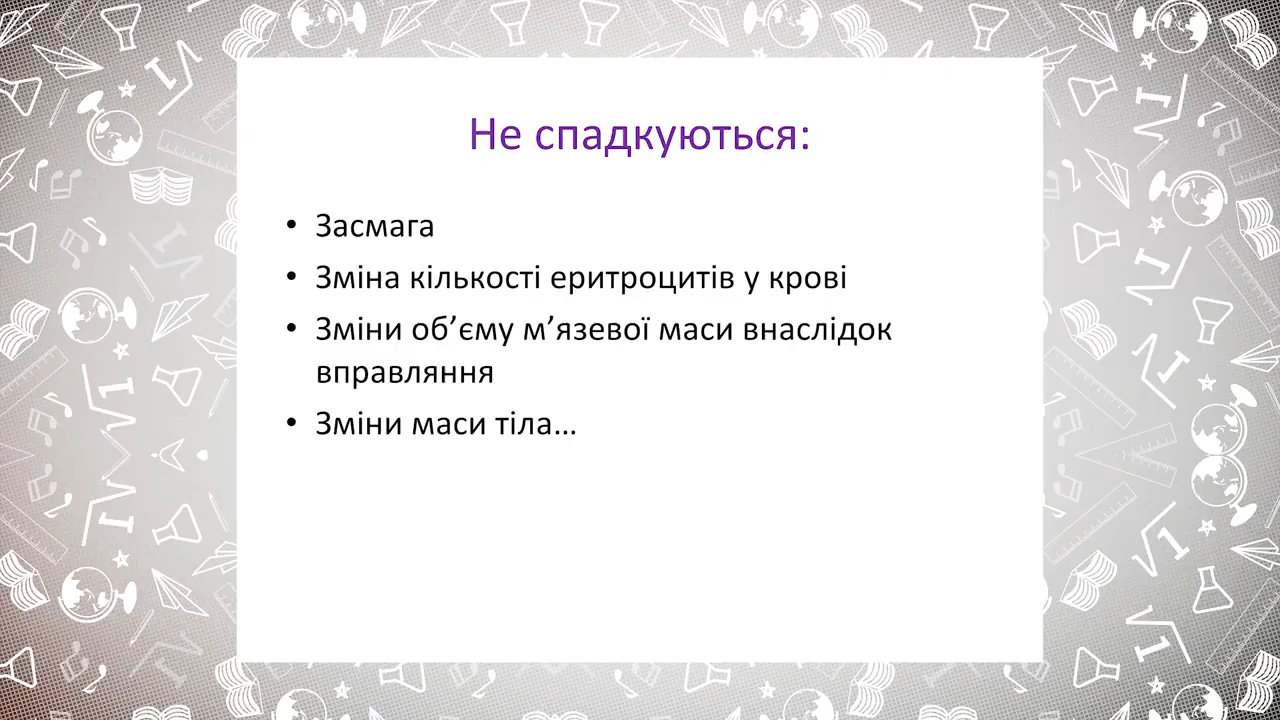 Не спадкуються:
• Засмага
• Зміна кількості еритроцитів у крові
• Зміни об’єму м’язевої маси внаслідок
вправляння
• Зміни маси тіла…